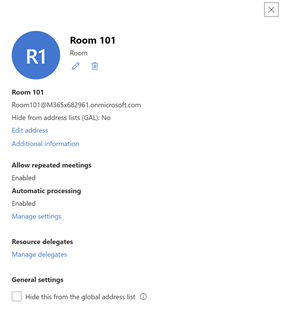 R1
Room 101
Room
Room 101
Room101@M365x682961.onmicrosoft.com
Hide from address lists (GAL): No
Edit address
Additional information
Allow repeated meetings
Enabled
Automatic processing
Enabled
Manage settings
Resource delegates
Manage delegates
General settings
Hide this from the global address list